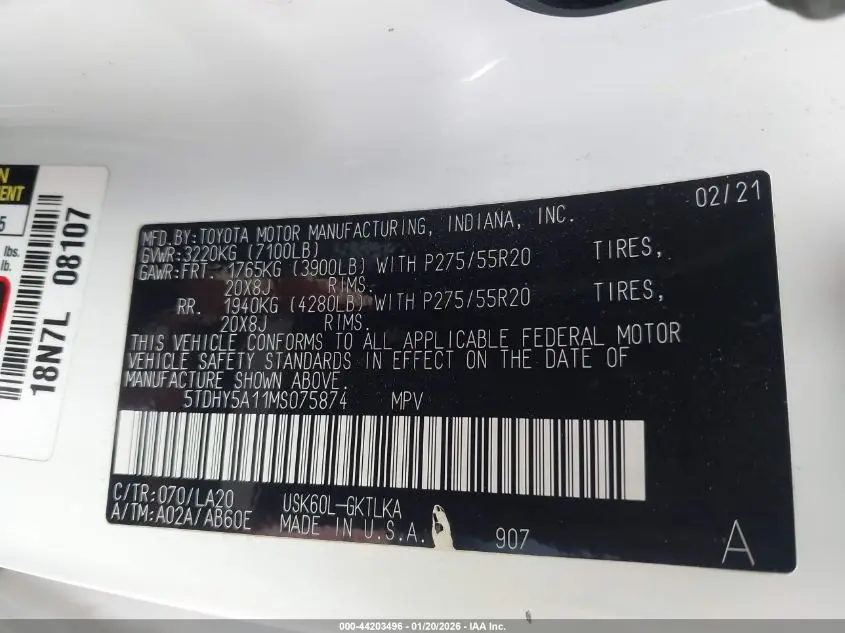 02/21
MFD.BY:TOYOTA MOTOR MANUFACTURING, INDIANA, INC.
GVWR:3220KG (7100LB)
GAWR:FRT. 1765KG (3900LB) WITH P275/55R20 TIRES,
20X8J RIMS.
RR. 1940KG (4280LB) WITH P275/55R20 TIRES,
20X8J RIMS.
THIS VEHICLE CONFORMS TO ALL APPLICABLE FEDERAL MOTOR
VEHICLE SAFETY STANDARDS IN EFFECT ON THE DATE OF
MANUFACTURE SHOWN ABOVE.
5TDHY5A11MS075874 MPV
C/TR:070/LA20 USK60L-GKTLKA
A/TM:A02A/AB60E MADE IN U.S.A. 907 A
lbs.
lb.
18N7L 08107
000-44203496 - 01/20/2026 - IAA Inc.